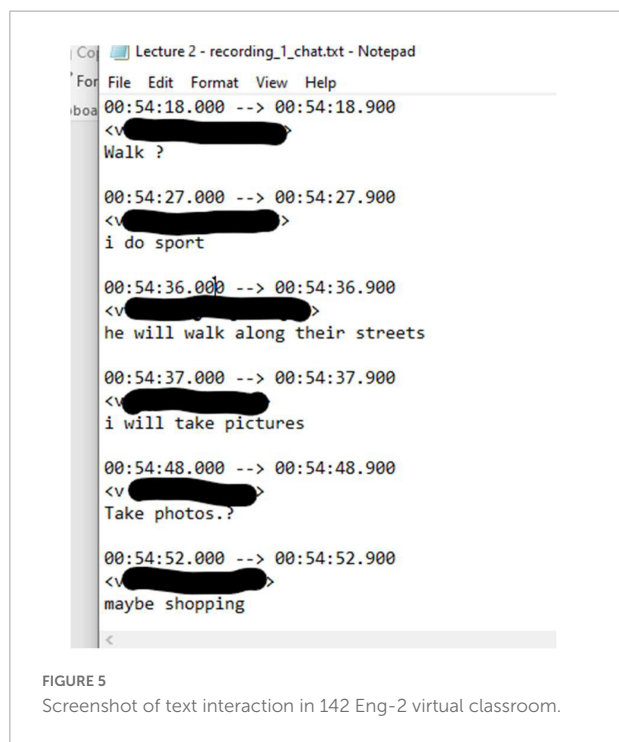 Cop
For
boa
Lecture 2 - recording_1_chat.txt - Notepad
File Edit Format View Help
00:54:18.000 --> 00:54:18.900
<v >
Walk ?
00:54:27.000 --> 00:54:27.900
<v >
i do sport
00:54:36.000 --> 00:54:36.900
<v >
he will walk along their streets
00:54:37.000 --> 00:54:37.900
<v
i will take pictures
00:54:48.000 --> 00:54:48.900
<v >
Take photos.?
00:54:52.000 --> 00:54:52.900
<v >
maybe shopping
FIGURE 5
Screenshot of text interaction in 142 Eng-2 virtual classroom.